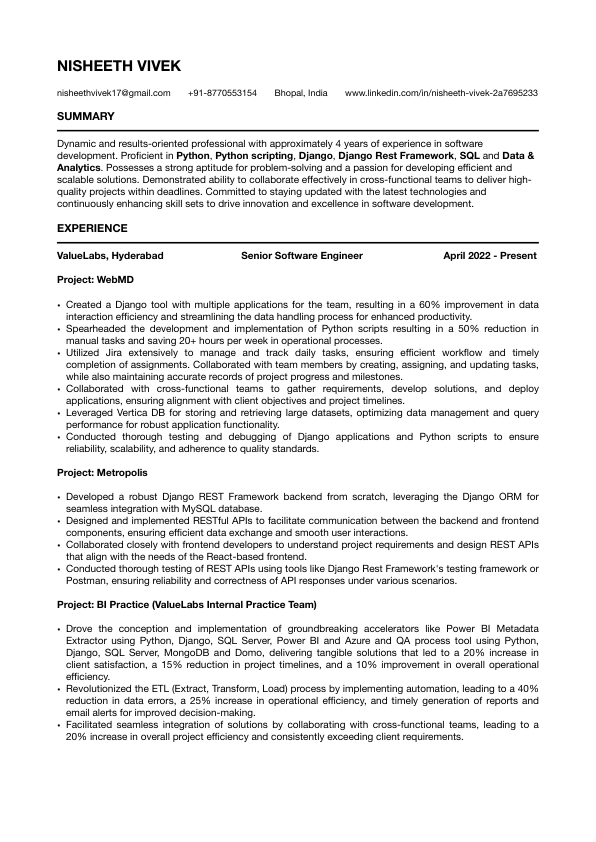 NISHEETH VIVEK
nisheethvivek17@gmail.com +91-8770553154 Bhopal, India www.linkedin.com/in/nisheeth-vivek-2a7695233
SUMMARY
Dynamic and results-oriented professional with approximately 4 years of experience in software
development. Proficient in Python, Python scripting, Django, Django Rest Framework, SQL and Data &
Analytics. Possesses a strong aptitude for problem-solving and a passion for developing efficient and
scalable solutions. Demonstrated ability to collaborate effectively in cross-functional teams to deliver high-
quality projects within deadlines. Committed to staying updated with the latest technologies and
continuously enhancing skill sets to drive innovation and excellence in software development.
EXPERIENCE
ValueLabs, Hyderabad Senior Software Engineer April 2022 - Present
Project: WebMD
• Created a Django tool with multiple applications for the team, resulting in a 60% improvement in data
interaction efficiency and streamlining the data handling process for enhanced productivity.
• Spearheaded the development and implementation of Python scripts resulting in a 50% reduction in
manual tasks and saving 20+ hours per week in operational processes.
• Utilized Jira extensively to manage and track daily tasks, ensuring efficient workflow and timely
completion of assignments. Collaborated with team members by creating, assigning, and updating tasks,
while also maintaining accurate records of project progress and milestones.
• Collaborated with cross-functional teams to gather requirements, develop solutions, and deploy
applications, ensuring alignment with client objectives and project timelines.
• Leveraged Vertica DB for storing and retrieving large datasets, optimizing data management and query
performance for robust application functionality.
• Conducted thorough testing and debugging of Django applications and Python scripts to ensure
reliability, scalability, and adherence to quality standards.
Project: Metropolis
• Developed a robust Django REST Framework backend from scratch, leveraging the Django ORM for
seamless integration with MySQL database.
• Designed and implemented RESTful APIs to facilitate communication between the backend and frontend
components, ensuring efficient data exchange and smooth user interactions.
• Collaborated closely with frontend developers to understand project requirements and design REST APIs
that align with the needs of the React-based frontend.
• Conducted thorough testing of REST APIs using tools like Django Rest Framework's testing framework or
Postman, ensuring reliability and correctness of API responses under various scenarios.
Project: BI Practice (ValueLabs Internal Practice Team)
• Drove the conception and implementation of groundbreaking accelerators like Power BI Metadata
Extractor using Python, Django, SQL Server, Power BI and Azure and QA process tool using Python,
Django, SQL Server, MongoDB and Domo, delivering tangible solutions that led to a 20% increase in
client satisfaction, a 15% reduction in project timelines, and a 10% improvement in overall operational
efficiency.
• Revolutionized the ETL (Extract, Transform, Load) process by implementing automation, leading to a 40%
reduction in data errors, a 25% increase in operational efficiency, and timely generation of reports and
email alerts for improved decision-making.
• Facilitated seamless integration of solutions by collaborating with cross-functional teams, leading to a
20% increase in overall project efficiency and consistently exceeding client requirements.